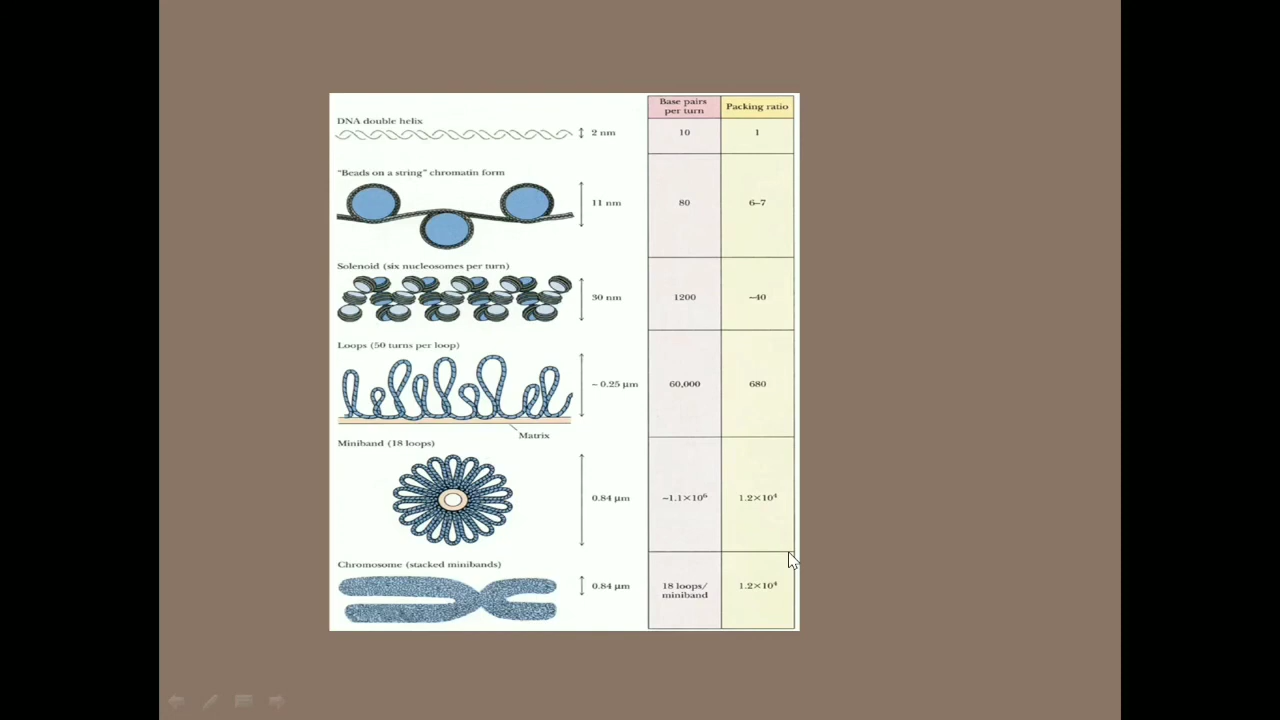 Base pairs
per turn
Packing ratio
DNA double helix
2 nm
10
1
“Beads on a string” chromatin form
11 nm
80
6–7
Solenoid (six nucleosomes per turn)
30 nm
1200
~40
Loops (50 turns per loop)
~ 0.25 μm
60,000
680
Matrix
Miniband (18 loops)
0.84 μm
~1.1×10⁶
1.2×10⁴
Chromosome (stacked minibands)
0.84 μm
18 loops/
miniband
1.2×10⁴